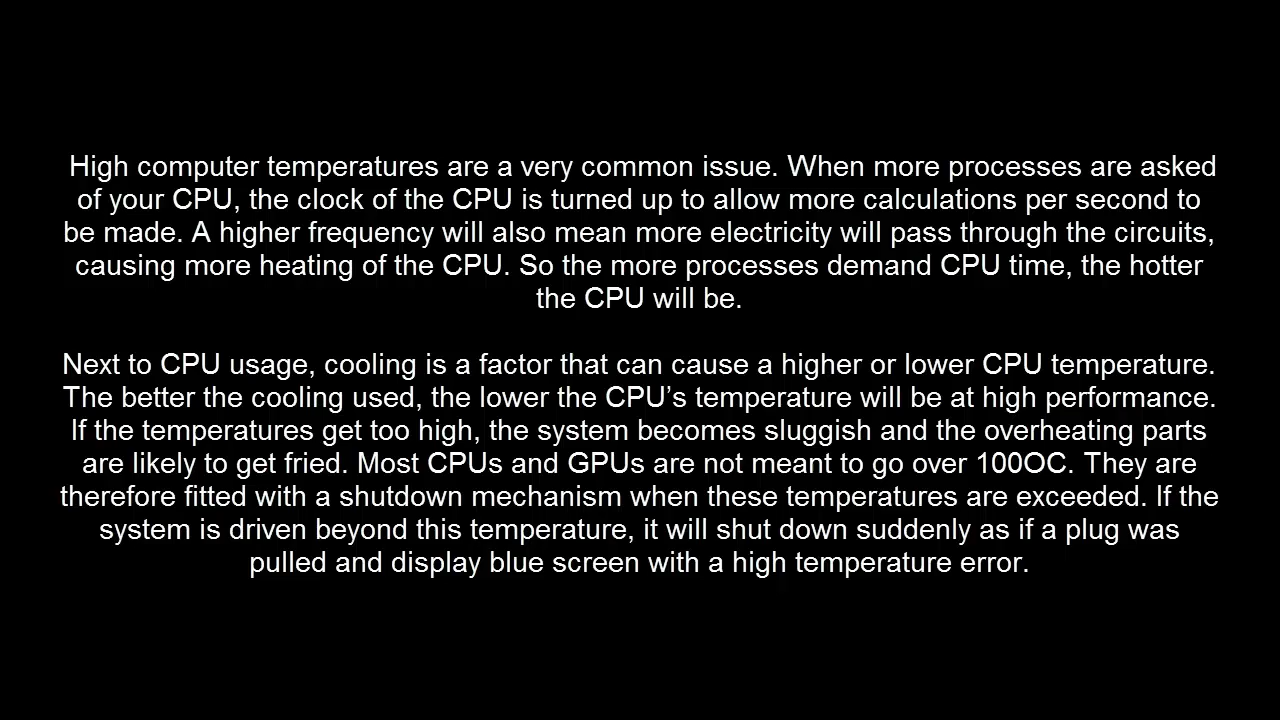 High computer temperatures are a very common issue. When more processes are asked
of your CPU, the clock of the CPU is turned up to allow more calculations per second to
be made. A higher frequency will also mean more electricity will pass through the circuits,
causing more heating of the CPU. So the more processes demand CPU time, the hotter
the CPU will be.
Next to CPU usage, cooling is a factor that can cause a higher or lower CPU temperature.
The better the cooling used, the lower the CPU’s temperature will be at high performance.
If the temperatures get too high, the system becomes sluggish and the overheating parts
are likely to get fried. Most CPUs and GPUs are not meant to go over 100OC. They are
therefore fitted with a shutdown mechanism when these temperatures are exceeded. If the
system is driven beyond this temperature, it will shut down suddenly as if a plug was
pulled and display blue screen with a high temperature error.